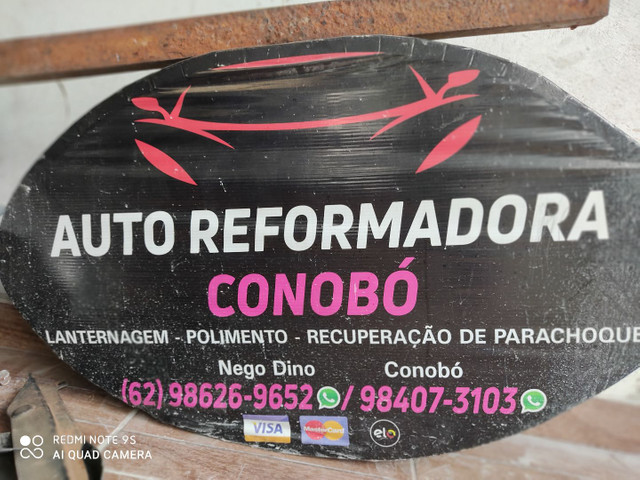 AUTO REFORMADORA
CONOBÓ
LANTERNAGEM - POLIMENTO - RECUPERAÇÃO DE PARACHOQUE
Nego Dino Conobó
(62) 98626-9652 / 98407-3103
VISA MasterCard elo
REDMI NOTE 9S
AI QUAD CAMERA